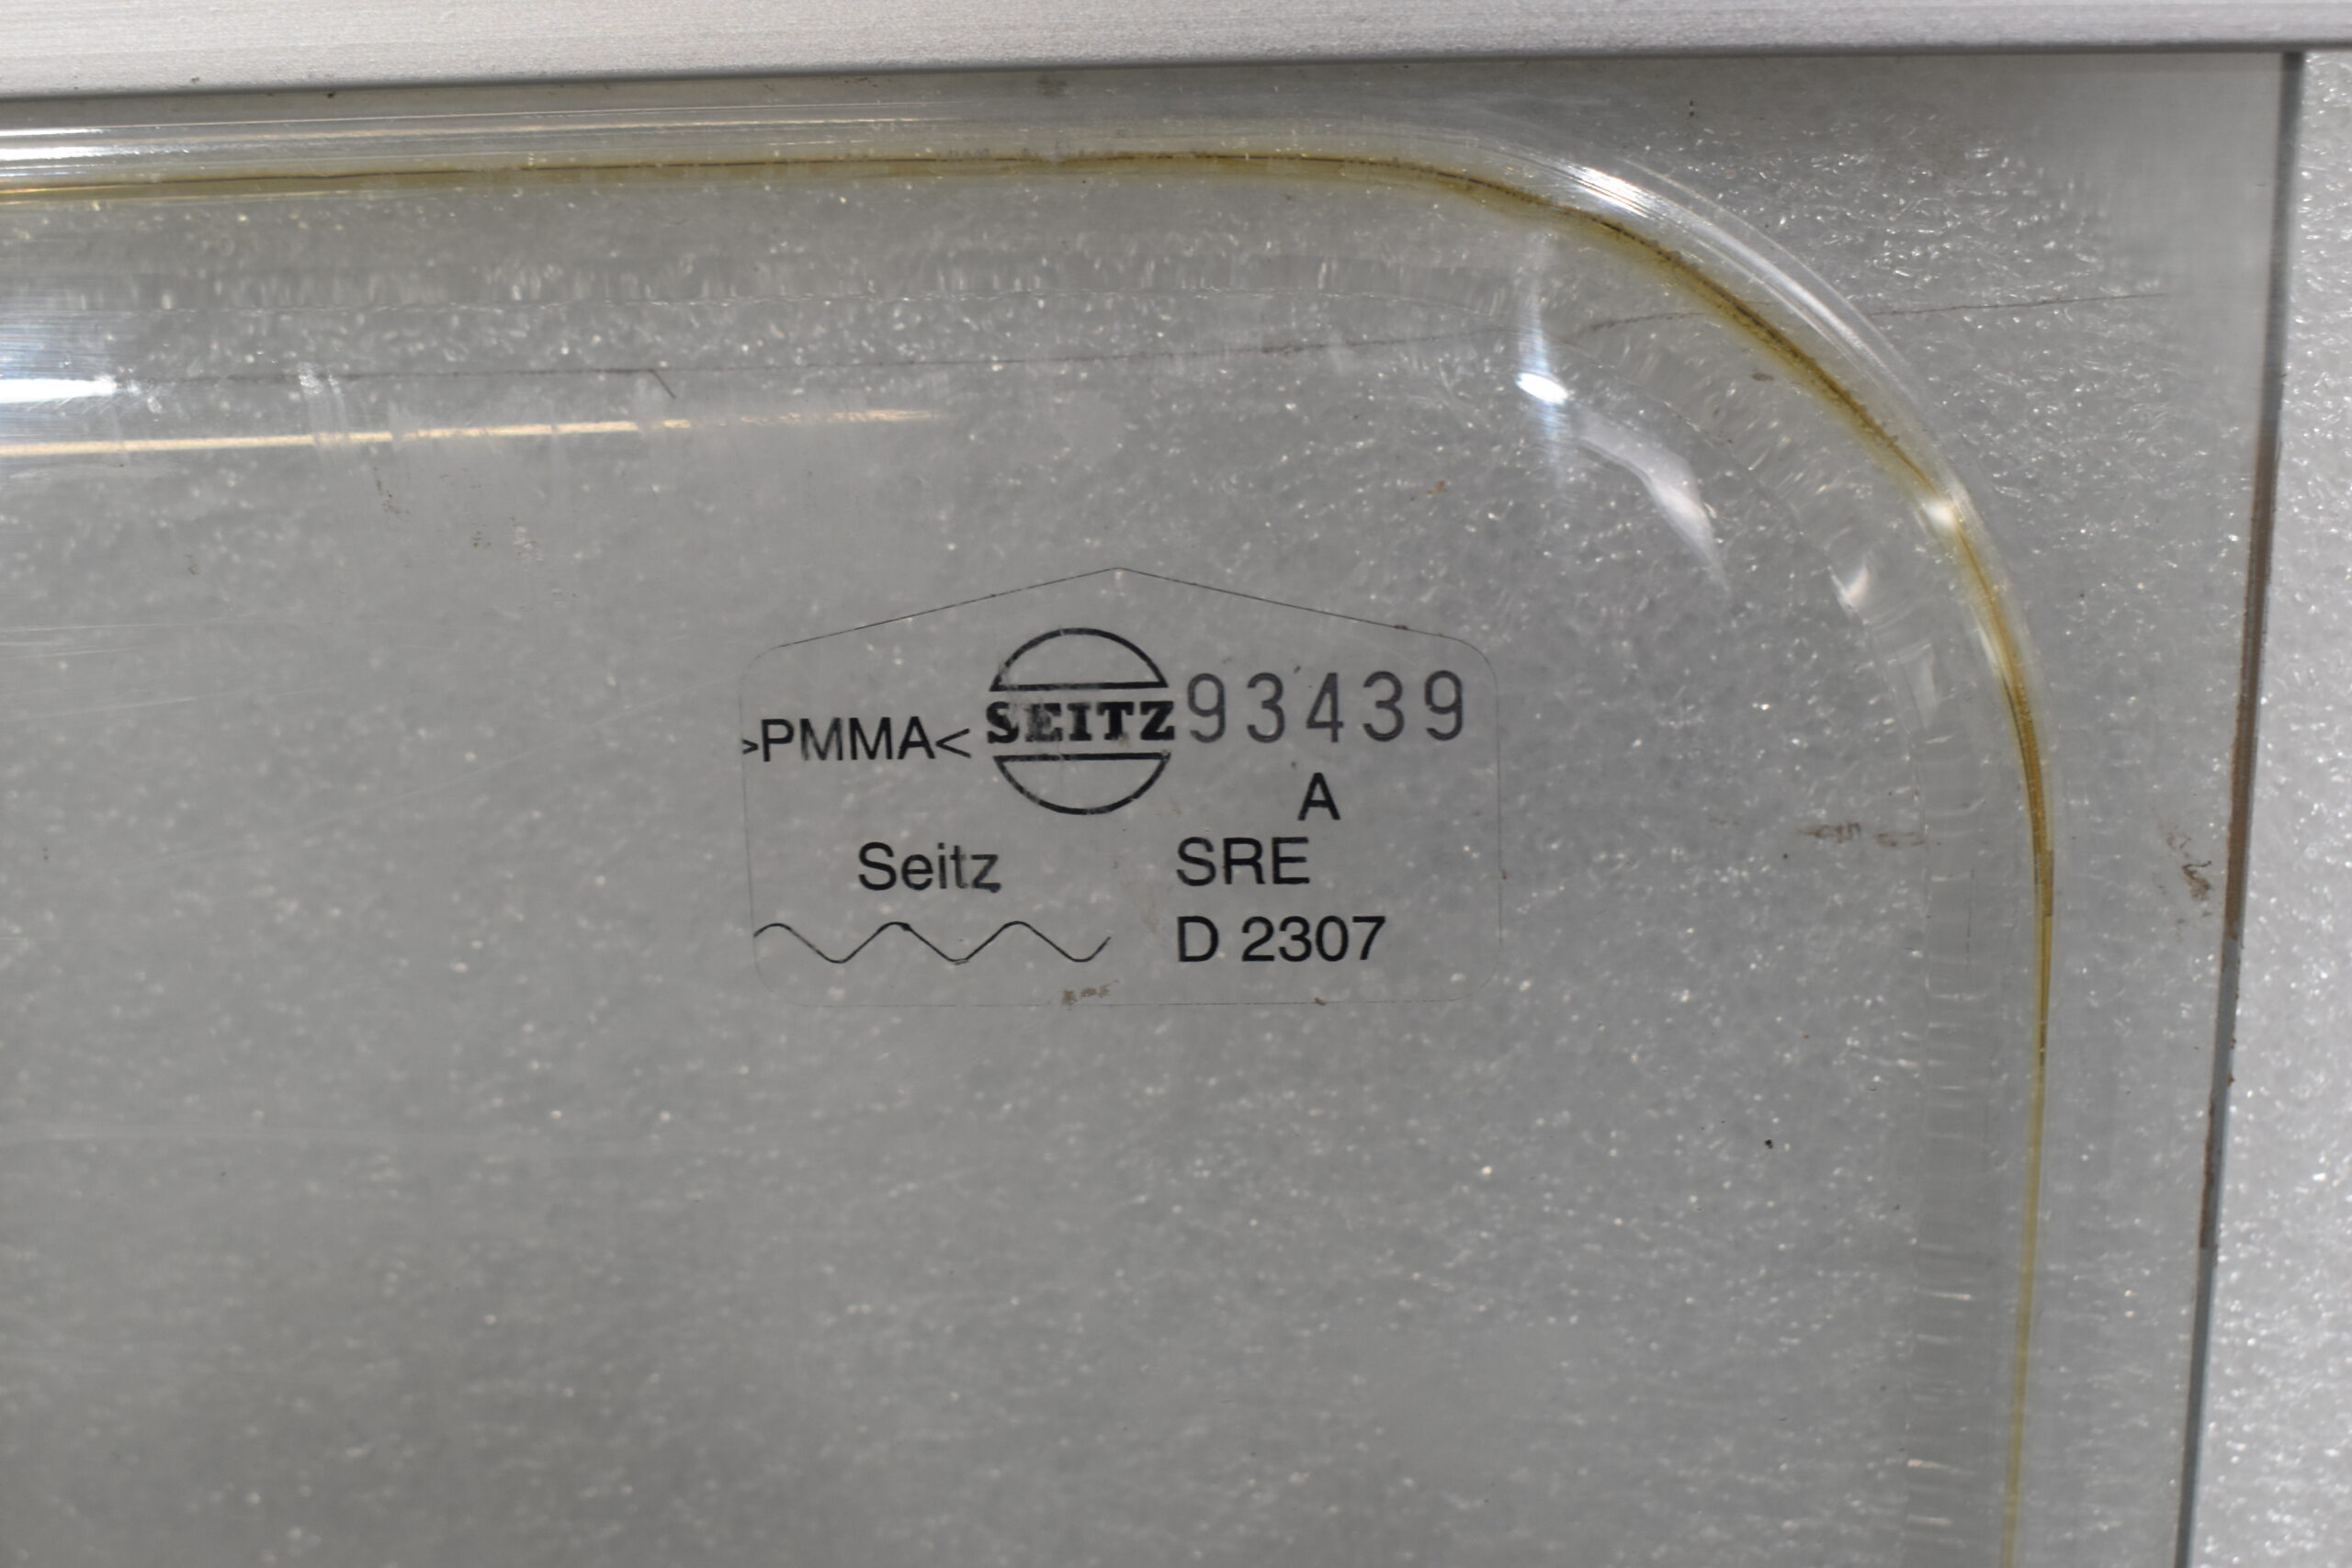 >PMMA< SEITZ 93439
A
Seitz SRE
D 2307